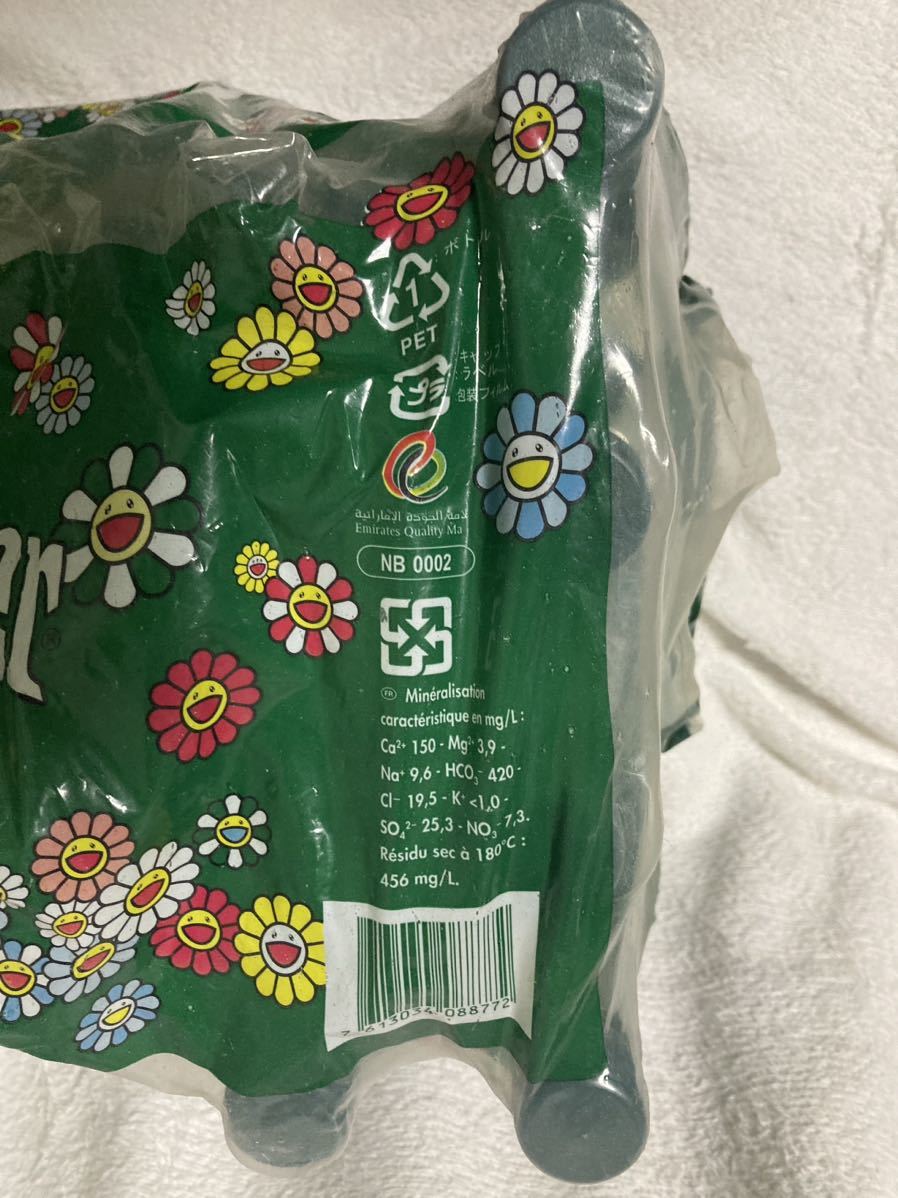 : ボトル
1
PET
: キャップ
: ラベル
包装フィルム
プラ
علامة الجودة الإماراتية
Emirates Quality Ma
NB 0002
®
FR Minéralisation
caractéristique en mg/L :
Ca²⁺ 150 - Mg²⁺ 3,9 -
Na⁺ 9,6 - HCO₃⁻ 420 -
Cl⁻ 19,5 - K⁺ <1,0 -
SO₄²⁻ 25,3 - NO₃⁻ 7,3.
Résidu sec à 180°C :
456 mg/L.
7 613034 088772